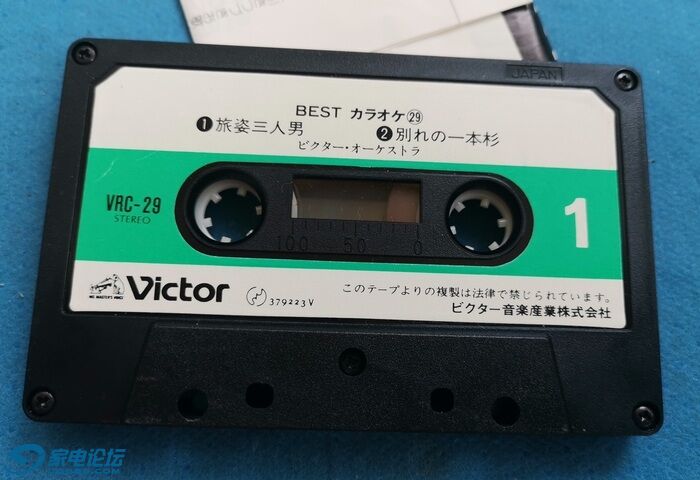 JAPAN
BEST カラオケ㉙
❶旅姿三人男 ❷別れの一本杉
ビクター・オーケストラ
VRC-29
STEREO
100 50 0
1
HIS MASTER'S VOICE
Victor
379223V
このテープよりの複製は法律で禁じられています。
ビクター音楽産業株式会社
家电论坛